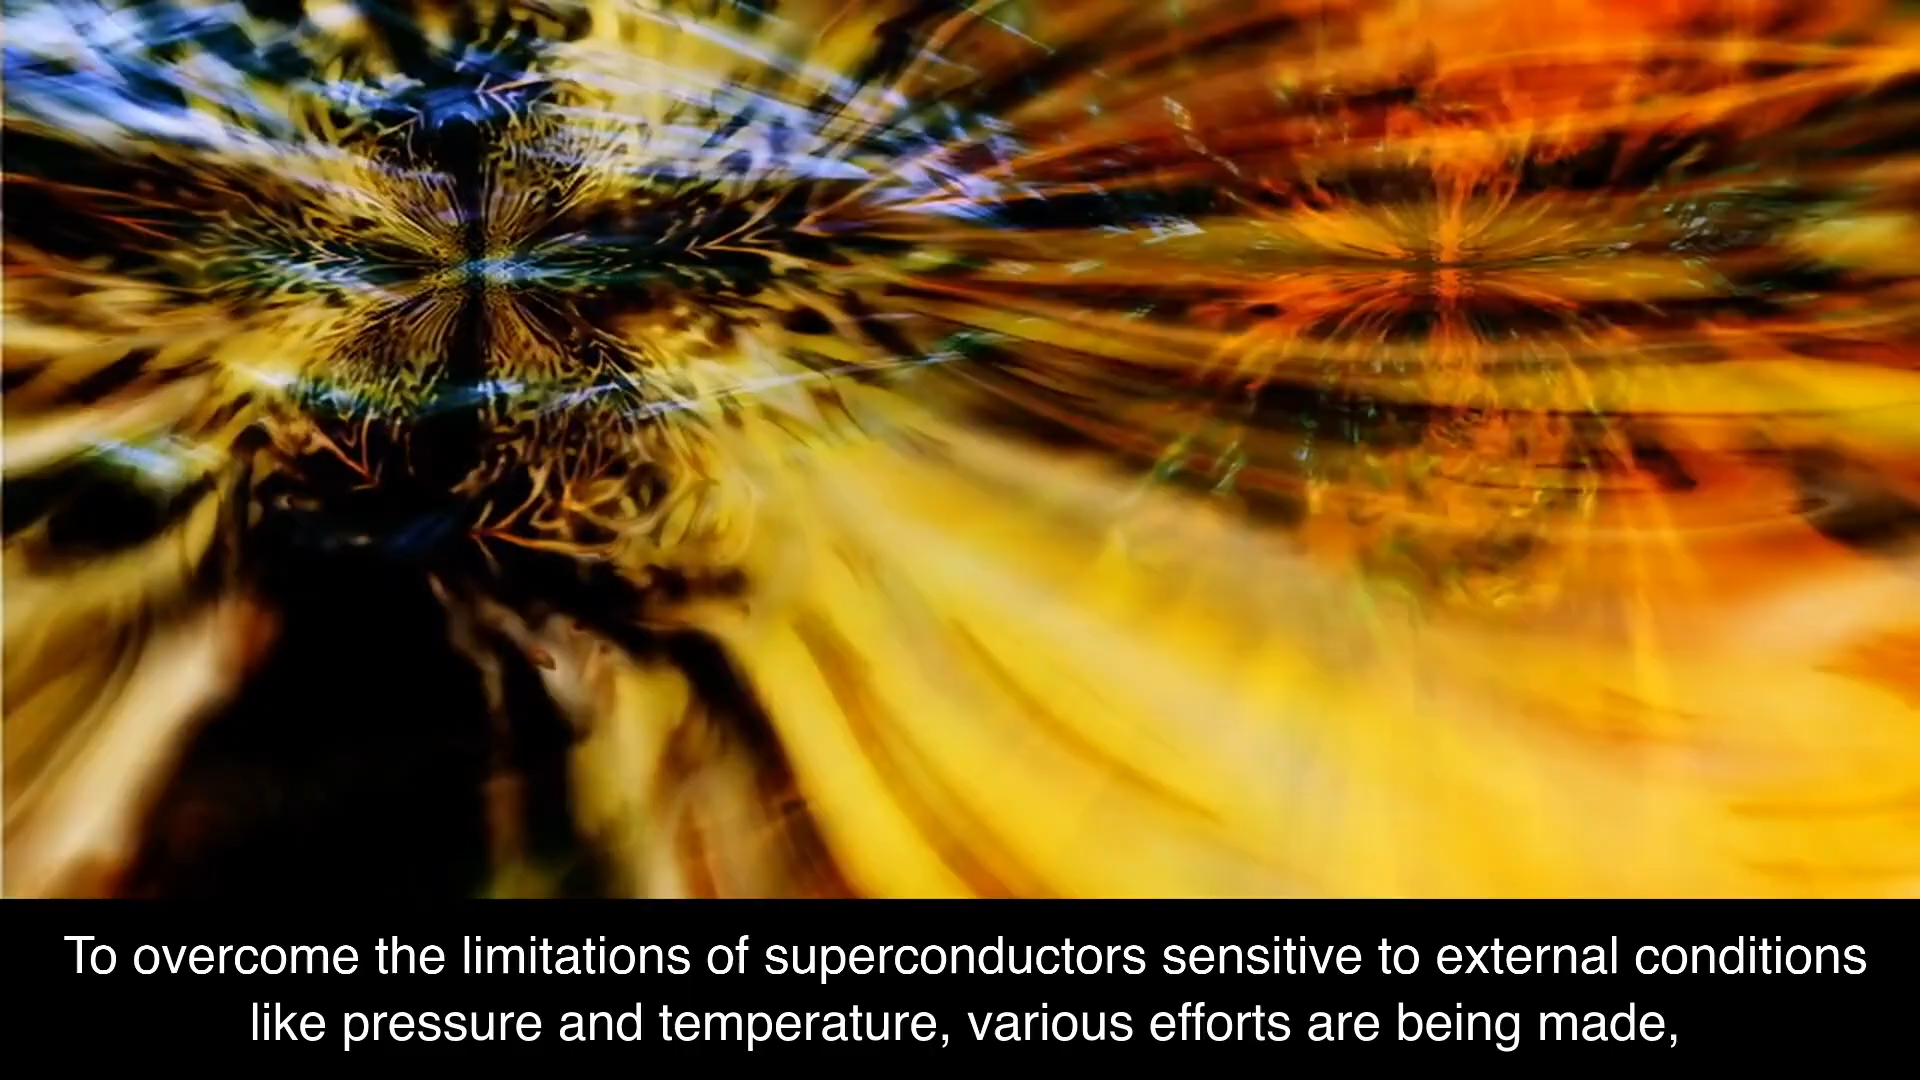 To overcome the limitations of superconductors sensitive to external conditions
like pressure and temperature, various efforts are being made,